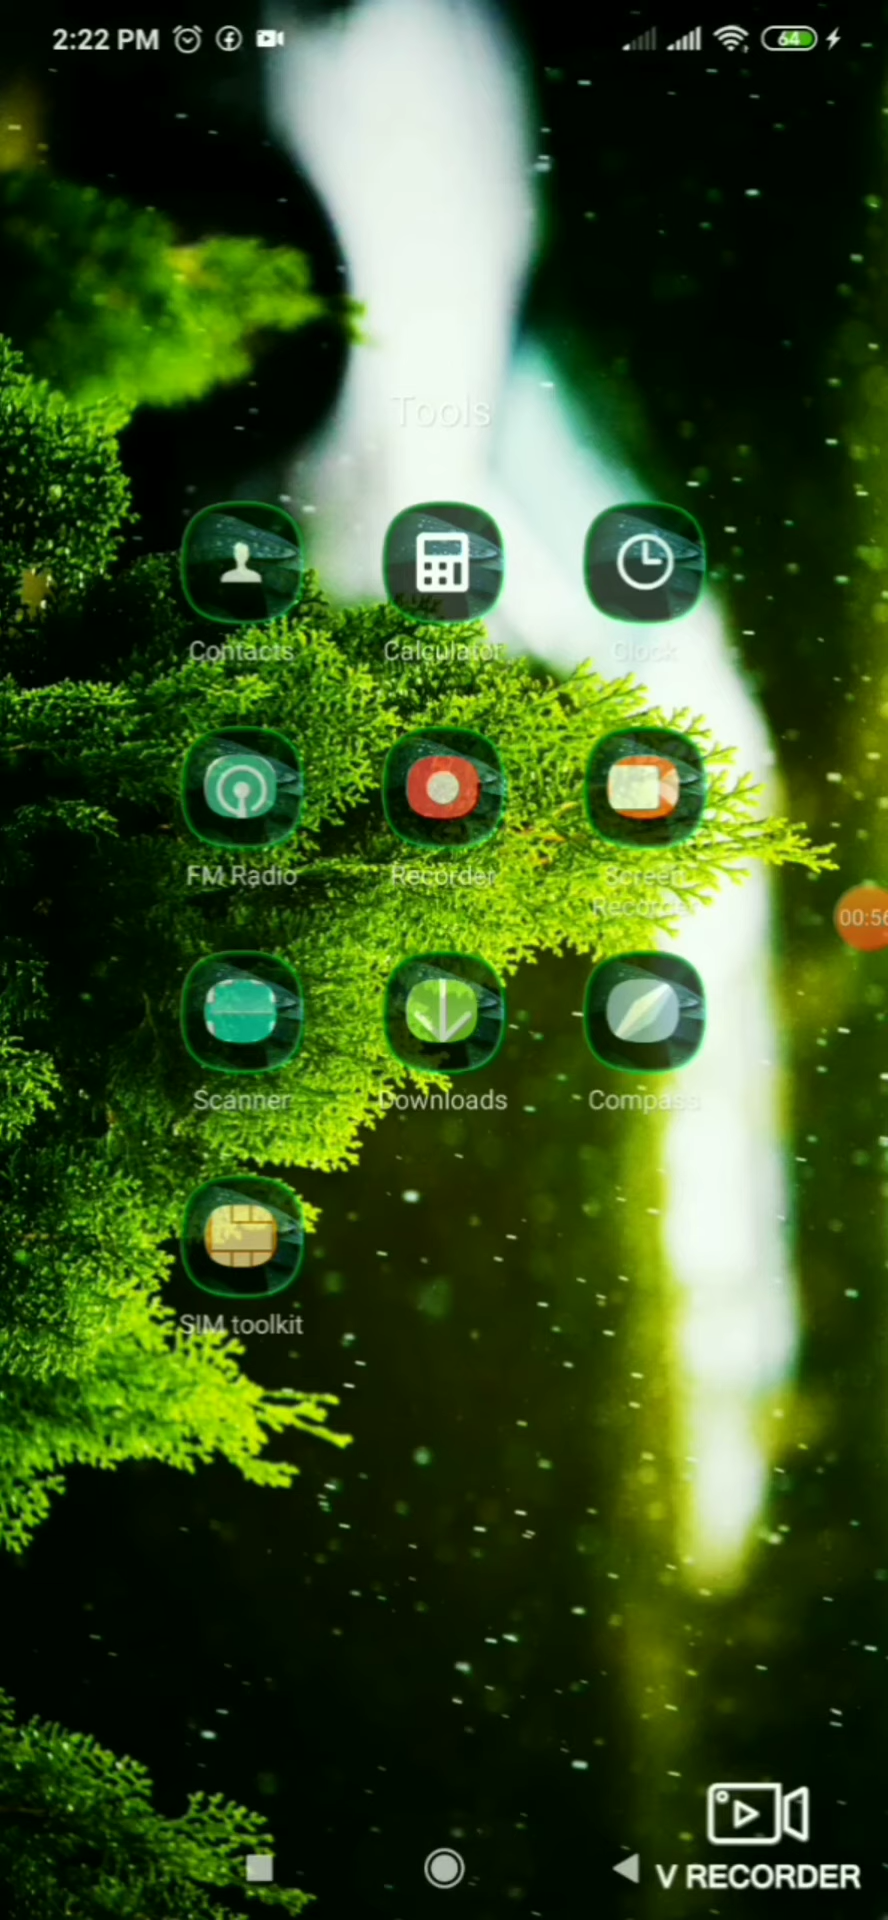 2:22 PM
64
Tools
Contacts
Calculator
Clock
FM Radio
Recorder
Screen
Recorder
00:56
Scanner
Downloads
Compass
SIM toolkit
V RECORDER